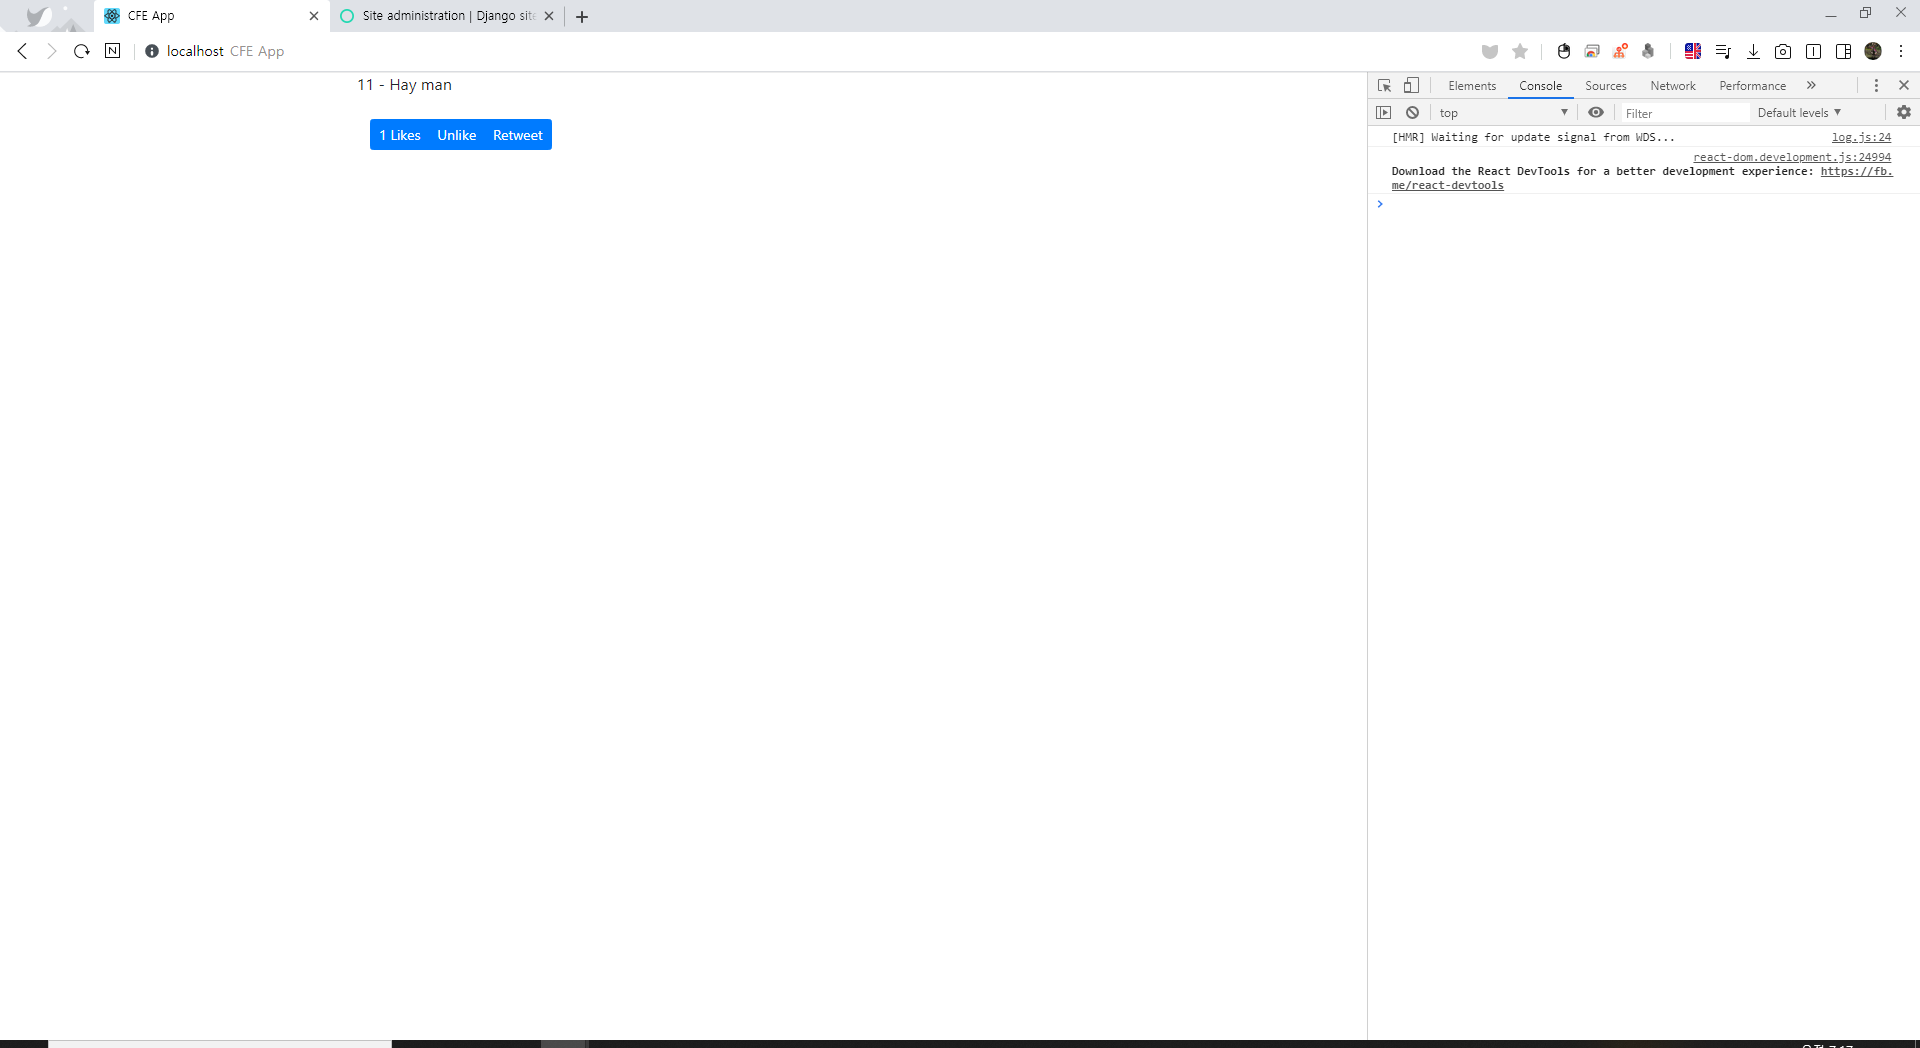 CFE App
Site administration | Django site
N
localhost CFE App
11 - Hay man
1 Likes Unlike Retweet
Elements Console Sources Network Performance
top Filter Default levels
[HMR] Waiting for update signal from WDS... log.js:24
react-dom.development.js:24994
Download the React DevTools for a better development experience: https://fb.
me/react-devtools